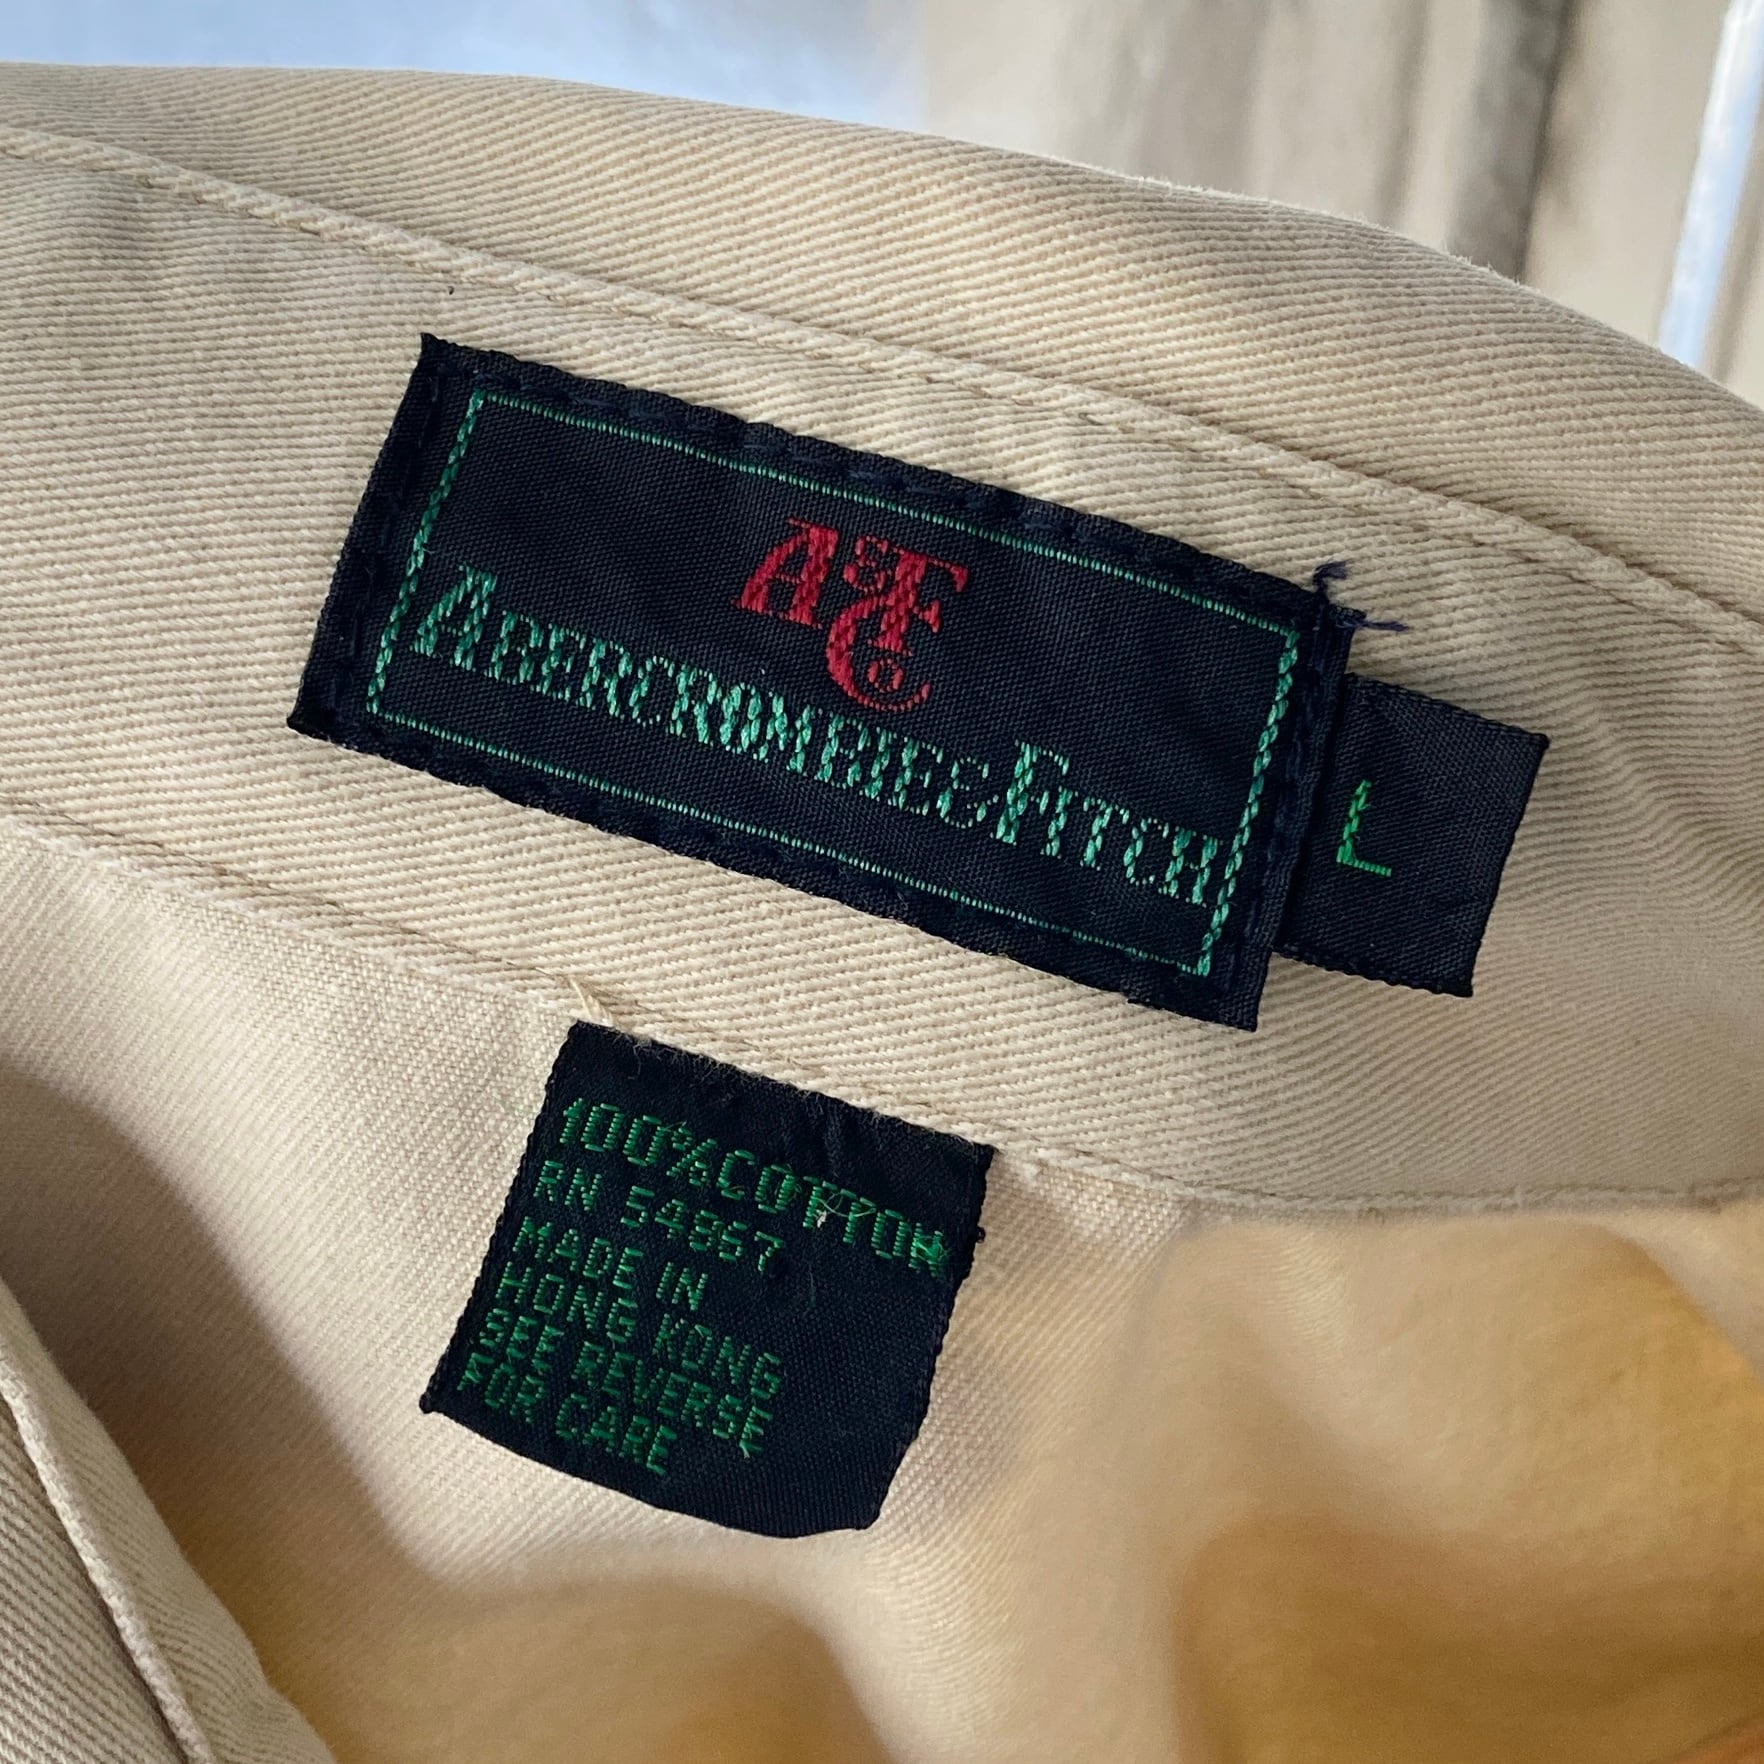 A&F Co
ABERCROMBIE & FITCH
L
100% COTTON
RN 54867
MADE IN
HONG KONG
SEE REVERSE
FOR CARE